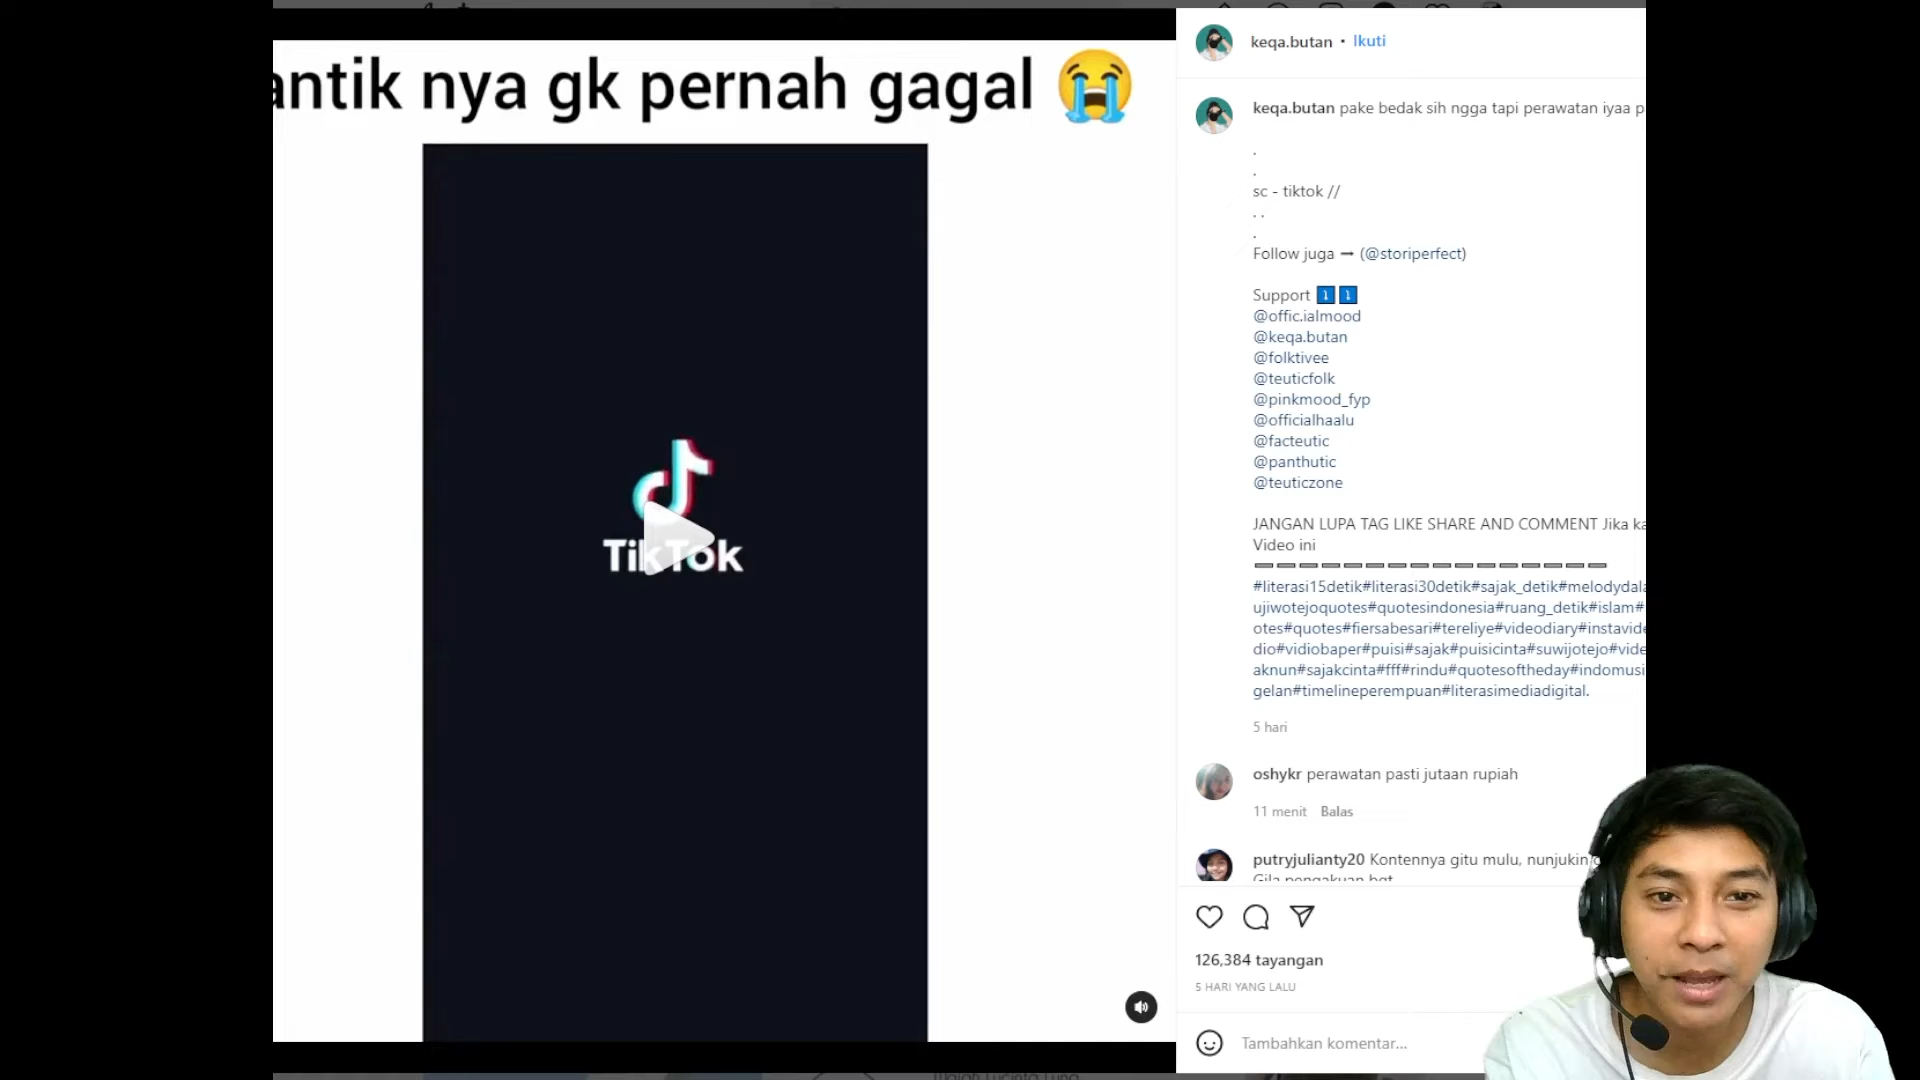 antik nya gk pernah gagal 😭
TikTok
keqa.butan • Ikuti
keqa.butan pake bedak sih ngga tapi perawatan iyaa p
.
.
sc - tiktok //
. .
.
Follow juga ➞ (@storiperfect)
Support
@offic.ialmood
@keqa.butan
@folktivee
@teuticfolk
@pinkmood_fyp
@officialhaalu
@facteutic
@panthutic
@teuticzone
JANGAN LUPA TAG LIKE SHARE AND COMMENT Jika ka
Video ini
#literasi15detik#literasi30detik#sajak_detik#melodydala
ujiwotejoquotes#quotesindonesia#ruang_detik#islam#
otes#quotes#fiersabesari#tereliye#videodiary#instavide
dio#vidiobaper#puisi#sajak#puisicinta#suwijotejo#vide
aknun#sajakcinta#fff#rindu#quotesoftheday#indomusi
gelan#timelineperempuan#literasimediadigital.
5 hari
oshykr perawatan pasti jutaan rupiah
11 menit Balas
putryjulianty20 Kontennya gitu mulu, nunjukin
Gila pengakuan bgt
126,384 tayangan
5 HARI YANG LALU
Tambahkan komentar...